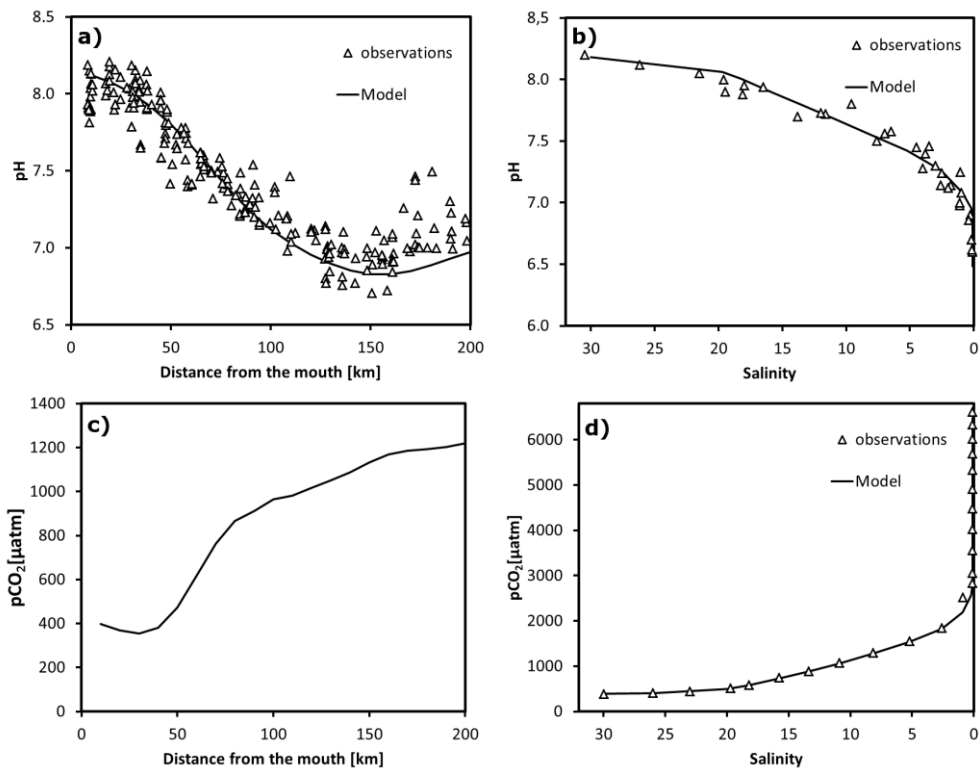 a)
observations
Model
8.5
8.0
7.5
7.0
6.5
pH
0 50 100 150 200
Distance from the mouth [km]
b)
observations
Model
8.5
8.0
7.5
7.0
6.5
6.0
pH
30 25 20 15 10 5 0
Salinity
c)
1400
1200
1000
800
600
400
200
0
pCO₂[µatm]
0 50 100 150 200
Distance from the mouth [km]
d)
observations
Model
6000
5000
4000
3000
2000
1000
0
pCO₂[µatm]
30 25 20 15 10 5 0
Salinity